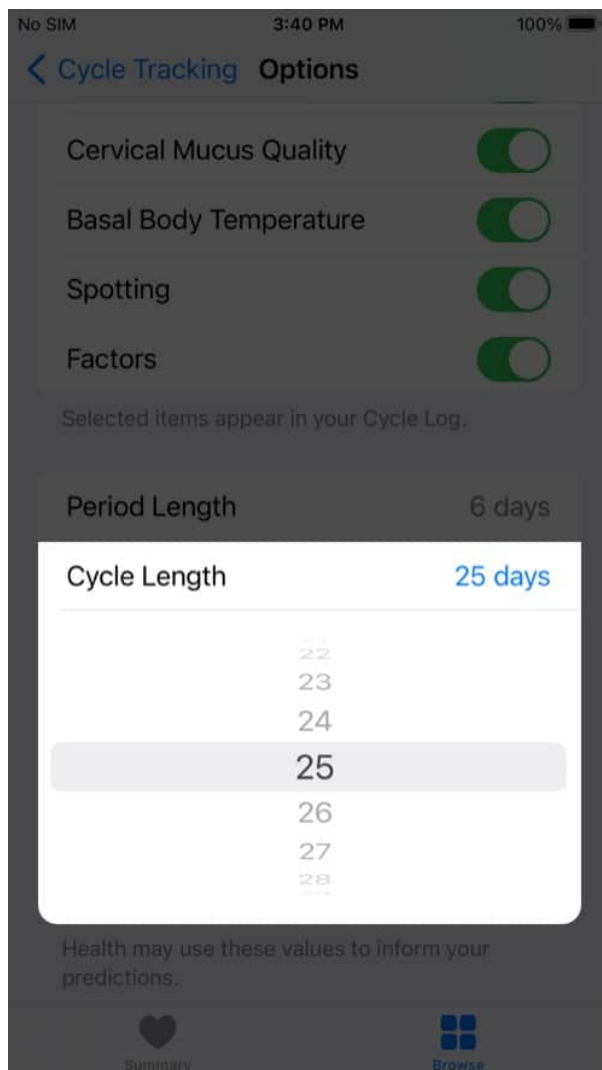 No SIM 3:40 PM 100%
Cycle Tracking Options
Cervical Mucus Quality
Basal Body Temperature
Spotting
Factors
Selected items appear in your Cycle Log.
Period Length 6 days
Cycle Length 25 days
22
23
24
25
26
27
28
Health may use these values to inform your
predictions.
Summary Browse